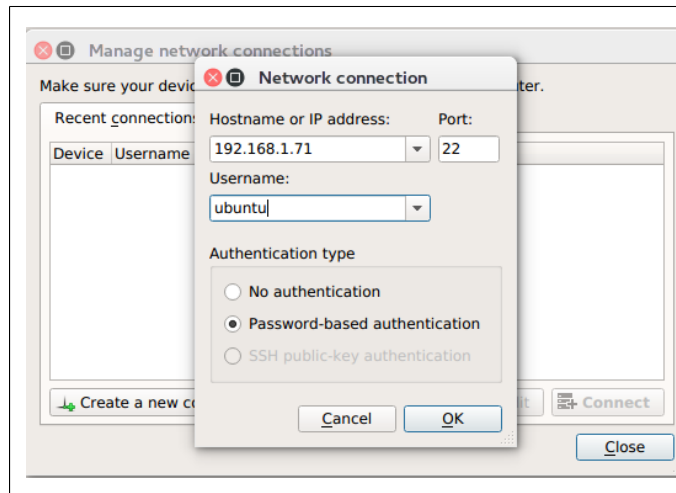 Manage network connections
Make sure your devic
ter.
Recent connection
Device Username
Network connection
Hostname or IP address: Port:
192.168.1.71 22
Username:
ubuntu
Authentication type
No authentication
Password-based authentication
SSH public-key authentication
Cancel OK
Create a new co
it Connect
Close